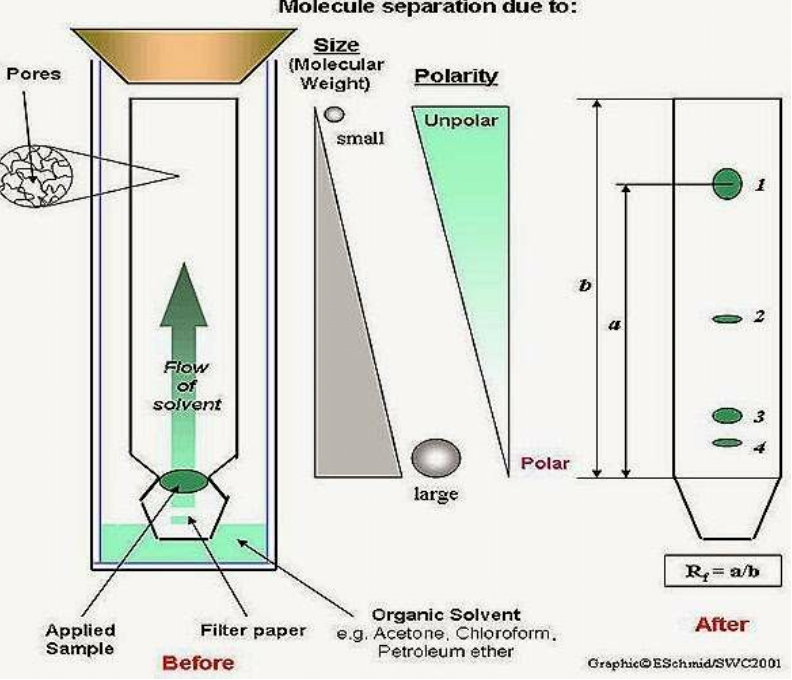 Molecule separation due to:
Size
(Molecular
Weight)
Polarity
Pores
small
Unpolar
Flow
of
solvent
large
Polar
Applied
Sample
Filter paper
Organic Solvent
e.g. Acetone, Chloroform,
Petroleum ether
Before
b
a
1
2
3
4
Rf = a/b
After
Graphic©ESchmid/SWC2001